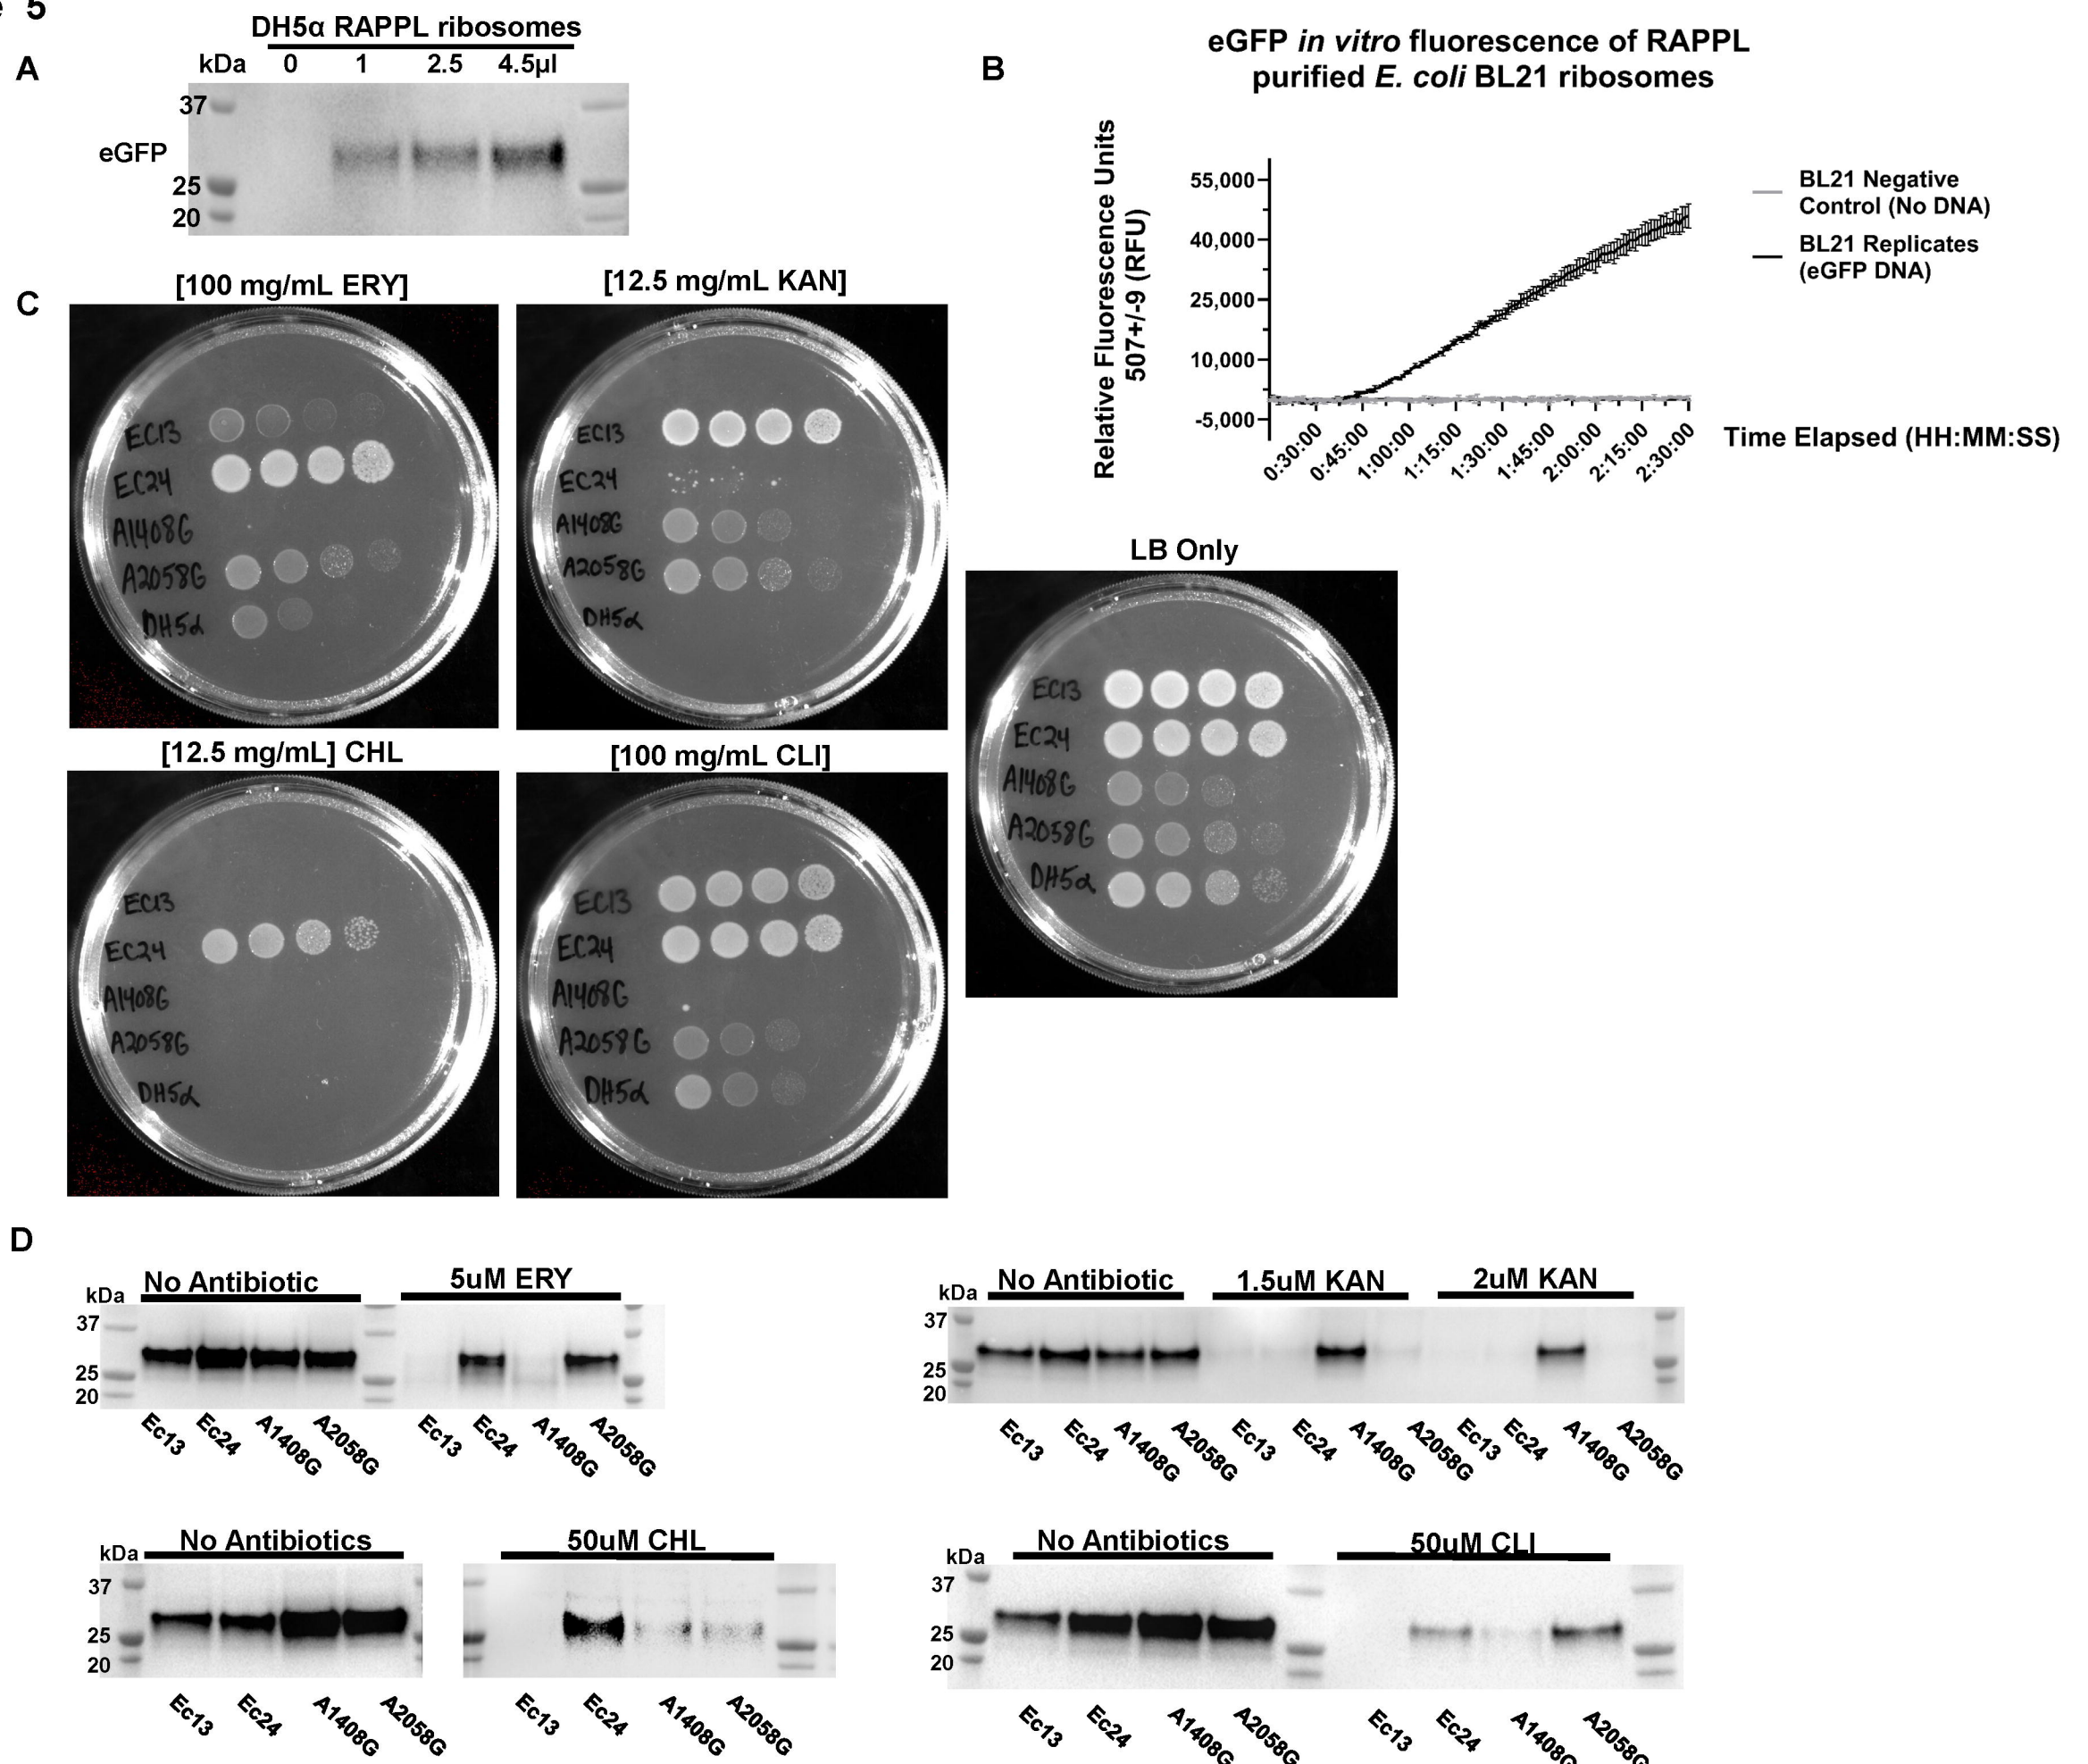 5
A
DH5α RAPPL ribosomes
kDa 0 1 2.5 4.5µl
37
eGFP
25
20
B
eGFP in vitro fluorescence of RAPPL
purified E. coli BL21 ribosomes
Relative Fluorescence Units
507+/-9 (RFU)
55,000
40,000
25,000
10,000
-5,000
0:30:00 0:45:00 1:00:00 1:15:00 1:30:00 1:45:00 2:00:00 2:15:00 2:30:00
Time Elapsed (HH:MM:SS)
BL21 Negative
Control (No DNA)
BL21 Replicates
(eGFP DNA)
C
[100 mg/mL ERY]
EC13
EC24
A1408G
A2058G
DH5α
[12.5 mg/mL KAN]
EC13
EC24
A1408G
A2058G
DH5α
[12.5 mg/mL] CHL
EC13
EC24
A1408G
A2058G
DH5α
[100 mg/mL CLI]
EC13
EC24
A1408G
A2058G
DH5α
LB Only
EC13
EC24
A1408G
A2058G
DH5α
D
No Antibiotic 5uM ERY
kDa
37
25
20
Ec13 Ec24 A1408G A2058G Ec13 Ec24 A1408G A2058G
No Antibiotic 1.5uM KAN 2uM KAN
kDa
37
25
20
Ec13 Ec24 A1408G A2058G Ec13 Ec24 A1408G A2058G Ec13 Ec24 A1408G A2058G
No Antibiotics 50uM CHL
kDa
37
25
20
Ec13 Ec24 A1408G A2058G Ec13 Ec24 A1408G A2058G
No Antibiotics 50uM CLI
kDa
37
25
20
Ec13 Ec24 A1408G A2058G Ec13 Ec24 A1408G A2058G